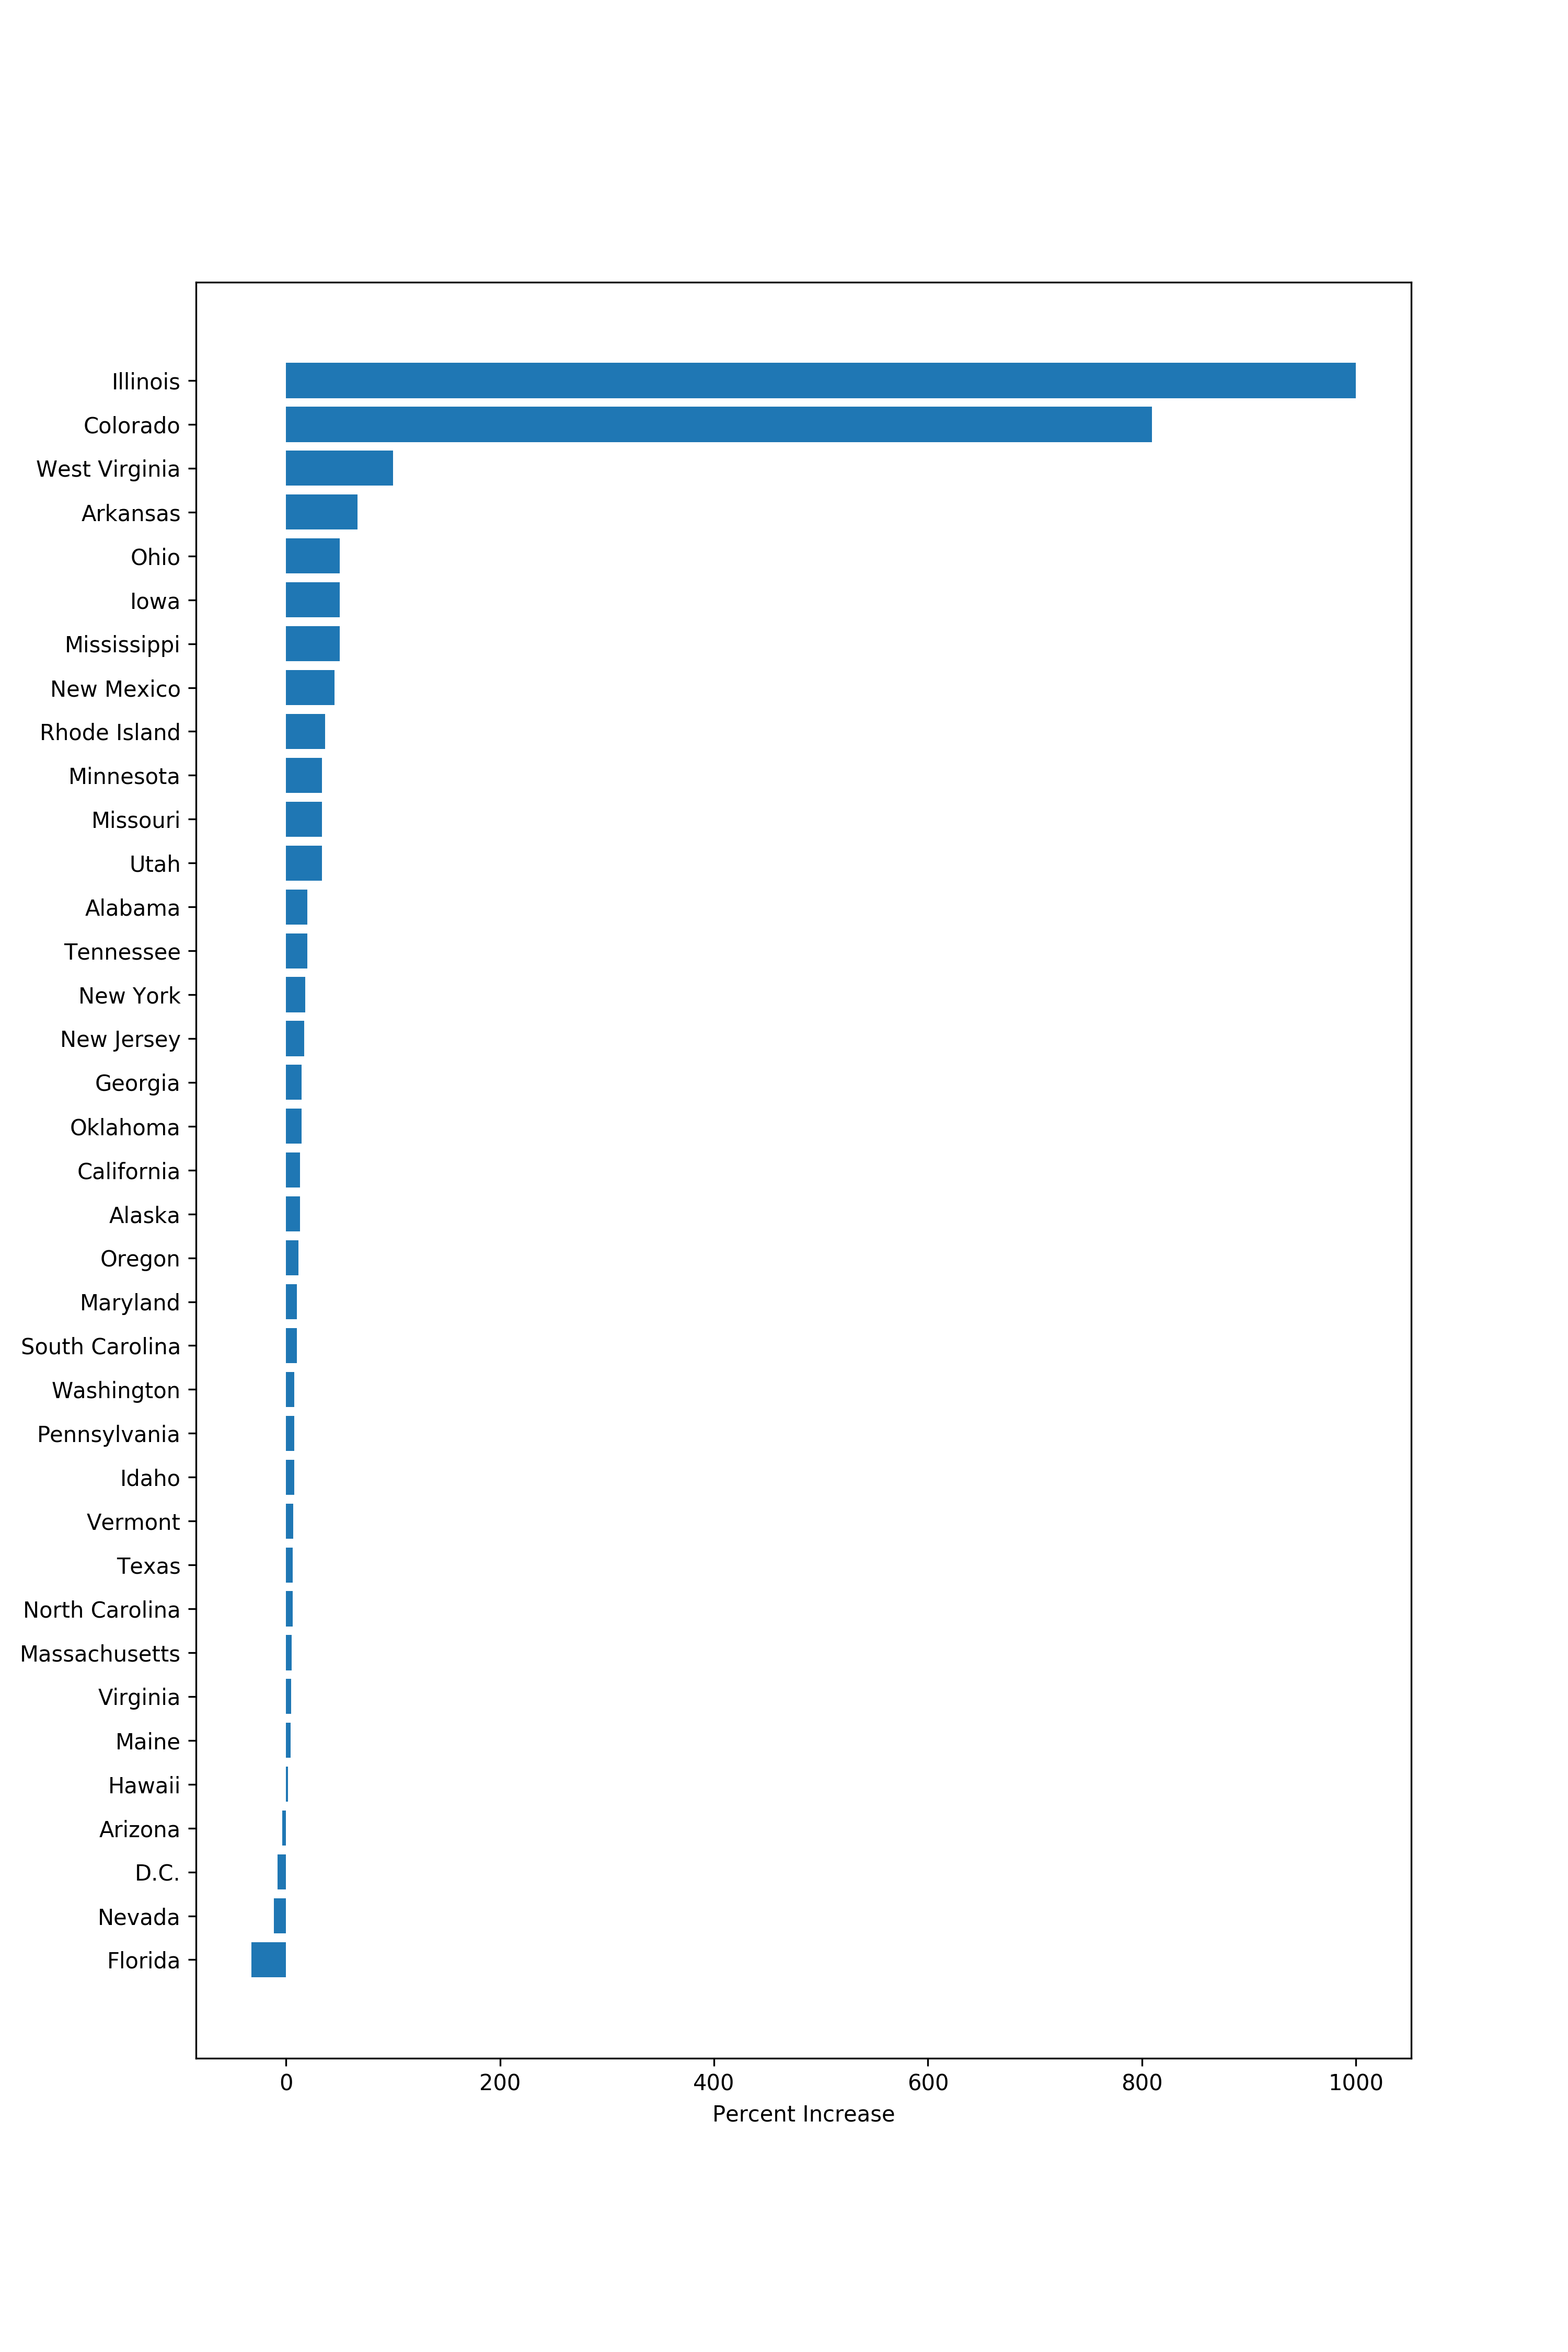 Illinois
Colorado
West Virginia
Arkansas
Ohio
Iowa
Mississippi
New Mexico
Rhode Island
Minnesota
Missouri
Utah
Alabama
Tennessee
New York
New Jersey
Georgia
Oklahoma
California
Alaska
Oregon
Maryland
South Carolina
Washington
Pennsylvania
Idaho
Vermont
Texas
North Carolina
Massachusetts
Virginia
Maine
Hawaii
Arizona
D.C.
Nevada
Florida
0 200 400 600 800 1000
Percent Increase